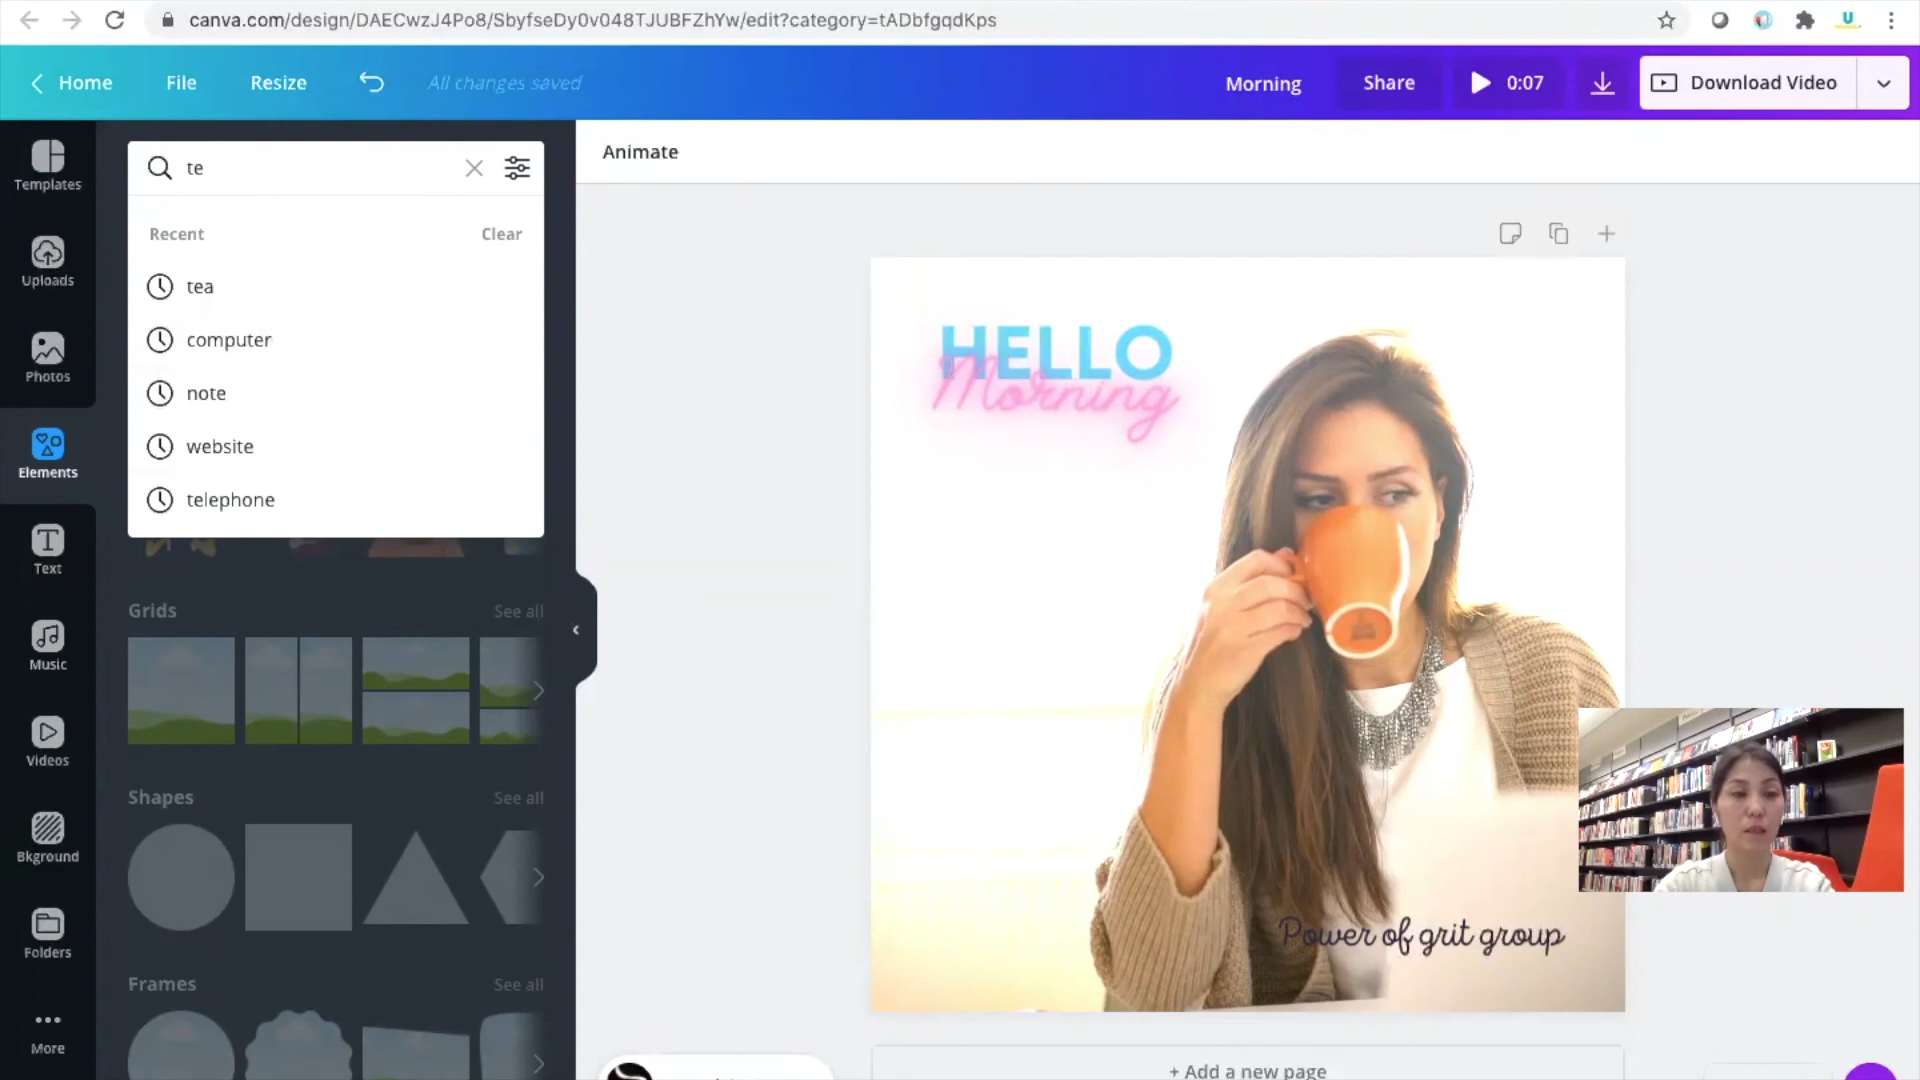 canva.com/design/DAECwzJ4Po8/SbyfseDy0v048TJUBFZhYw/edit?category=tADbfgqdKps
Home
File
Resize
All changes saved
Morning
Share
0:07
Download Video
Templates
Uploads
Photos
Elements
Text
Music
Videos
Bkground
Folders
More
te
Recent
Clear
tea
computer
note
website
telephone
Grids
See all
Shapes
See all
Frames
See all
Animate
HELLO
Morning
Power of grit group
+ Add a new page